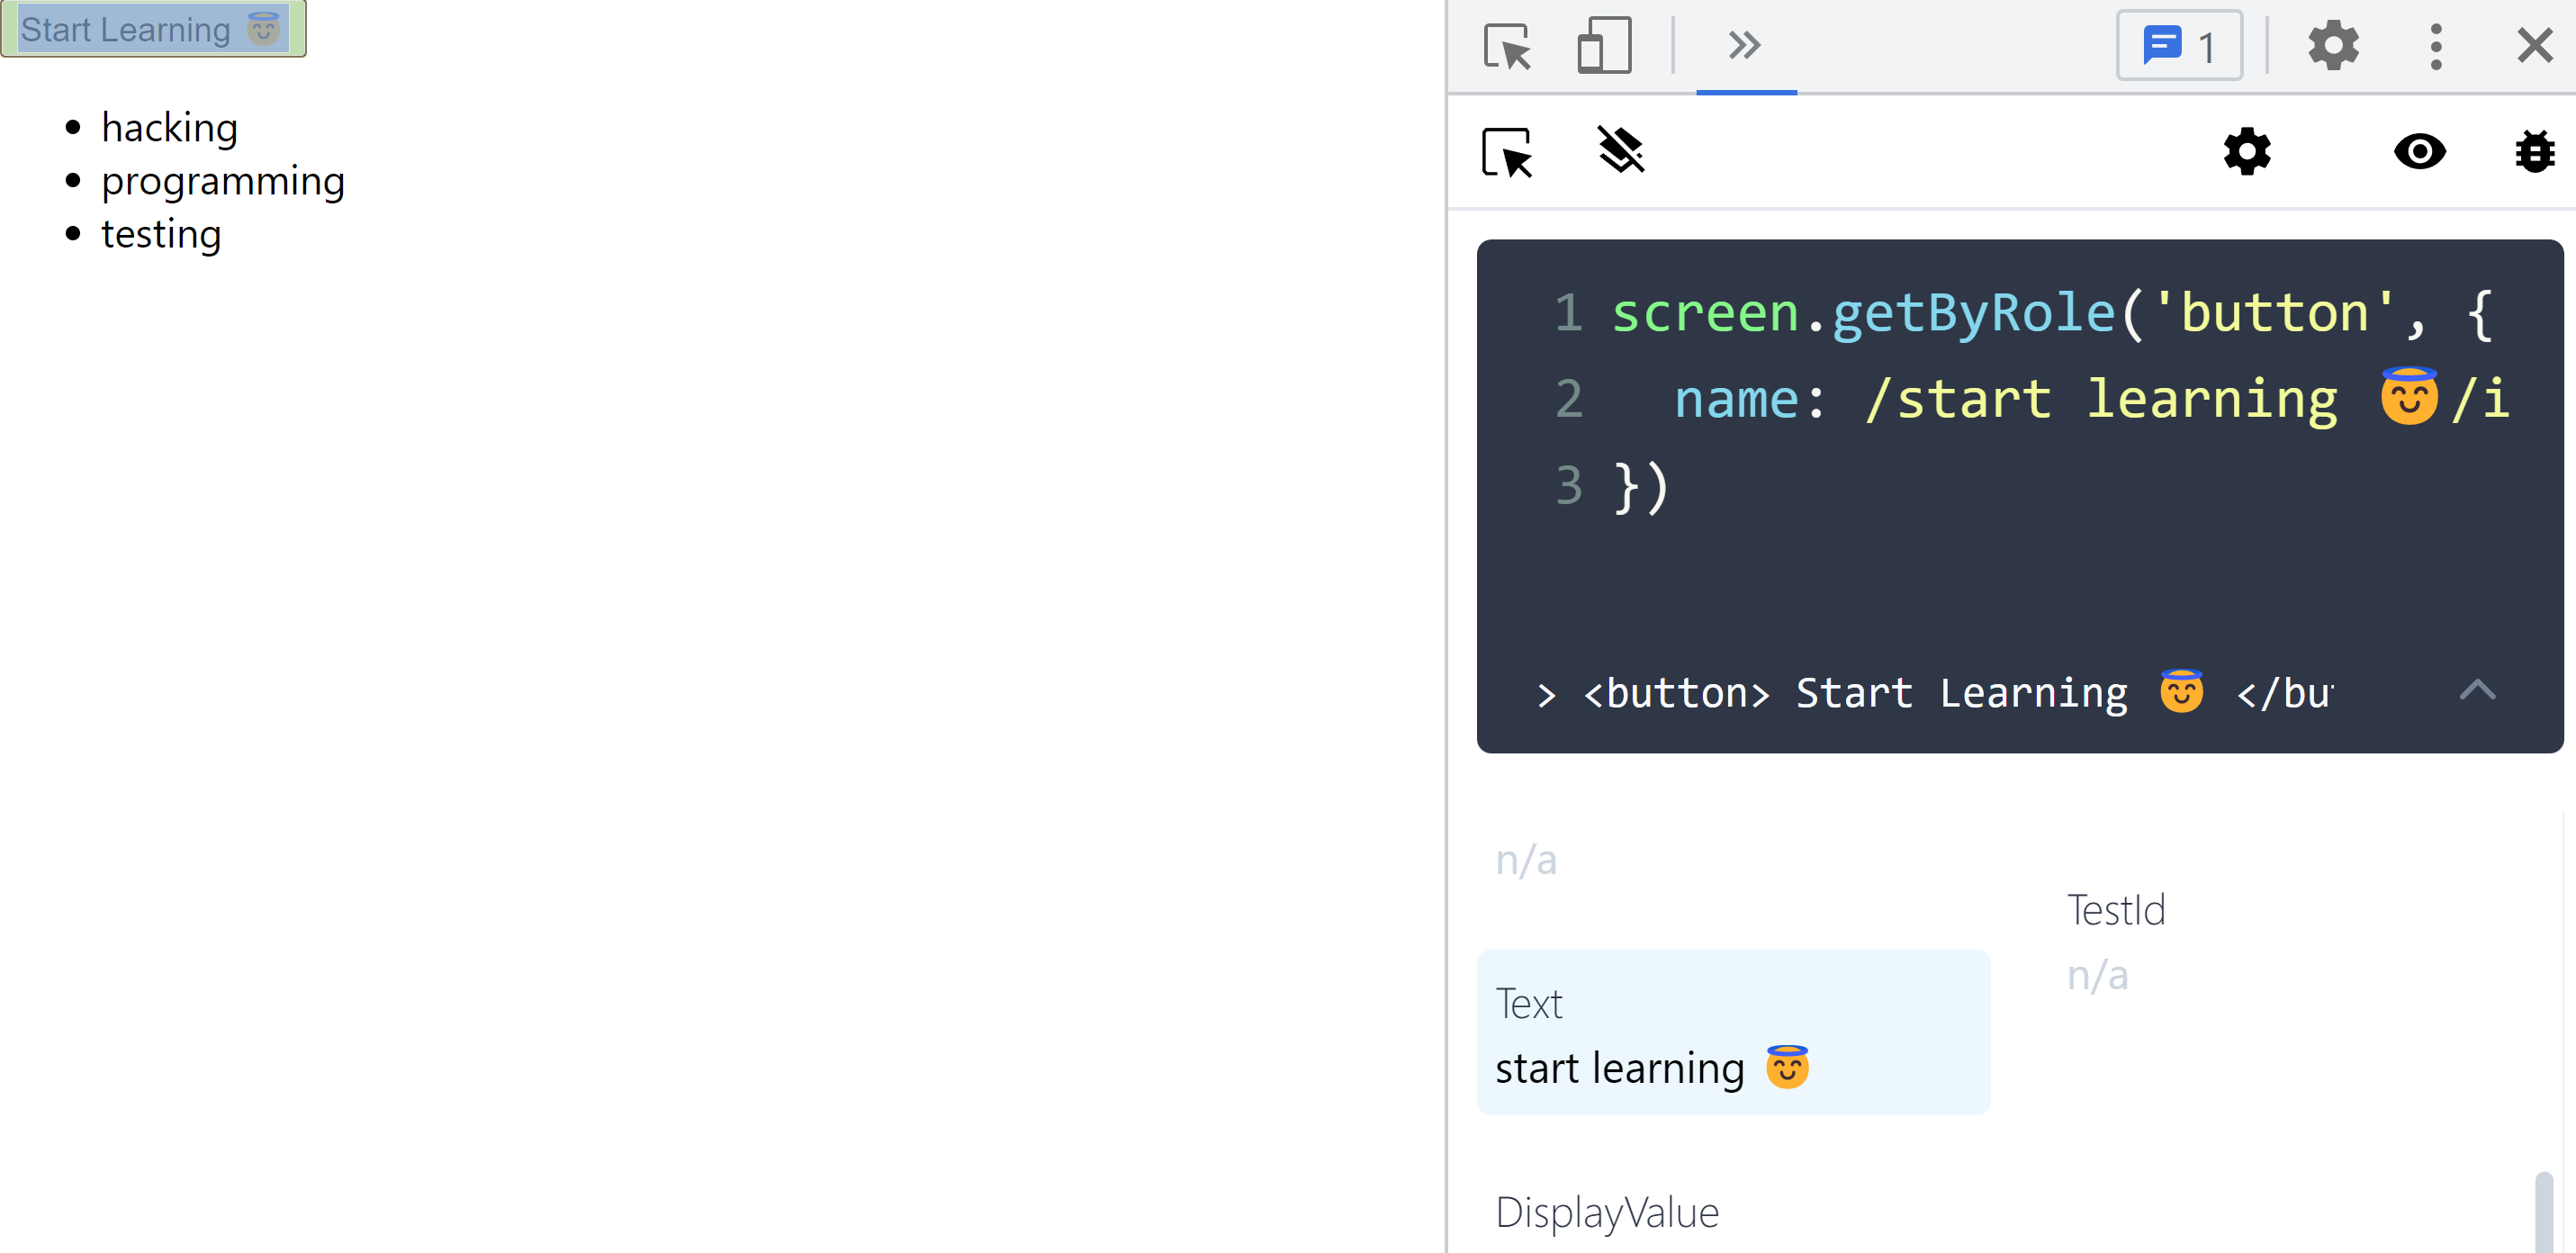 Start Learning 😇
hacking
programming
testing
1
1 screen.getByRole('button', {
2 name: /start learning 😇/i
3 })
> <button> Start Learning 😇 </bu
n/a
TestId
n/a
Text
start learning 😇
DisplayValue